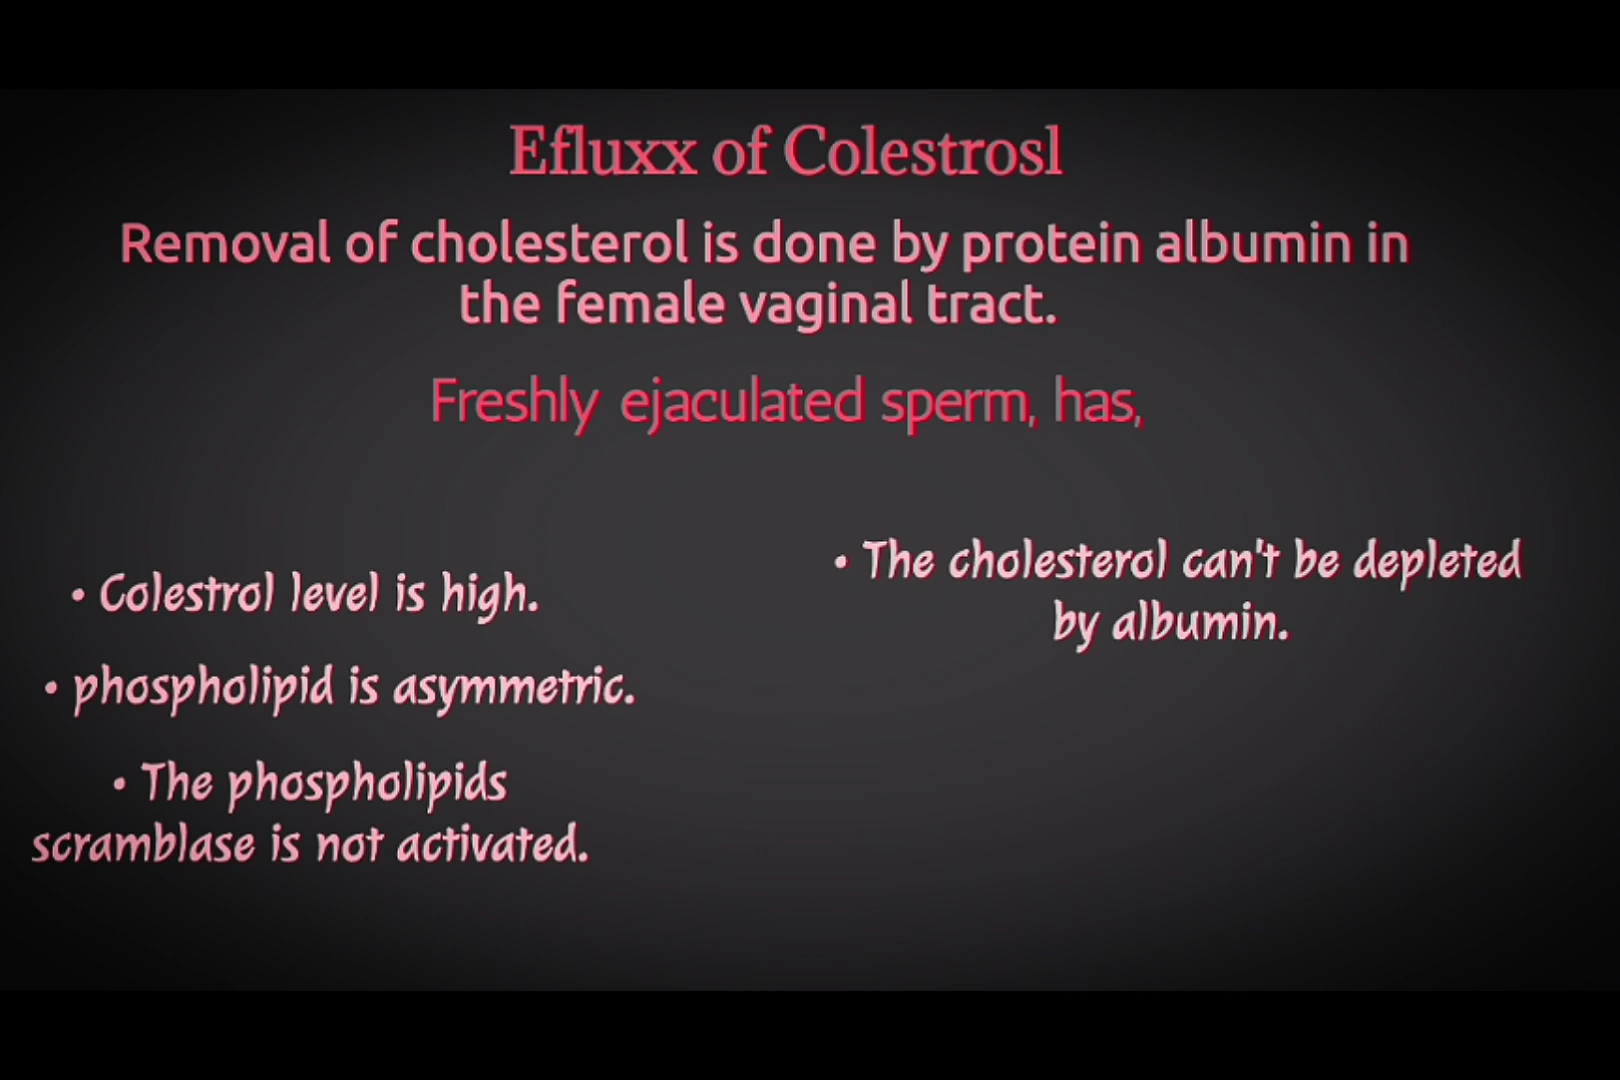 Efluxx of Colestrosl
Removal of cholesterol is done by protein albumin in
the female vaginal tract.
Freshly ejaculated sperm, has,
• Colestrol level is high.
• phospholipid is asymmetric.
• The phospholipids
scramblase is not activated.
• The cholesterol can't be depleted
by albumin.